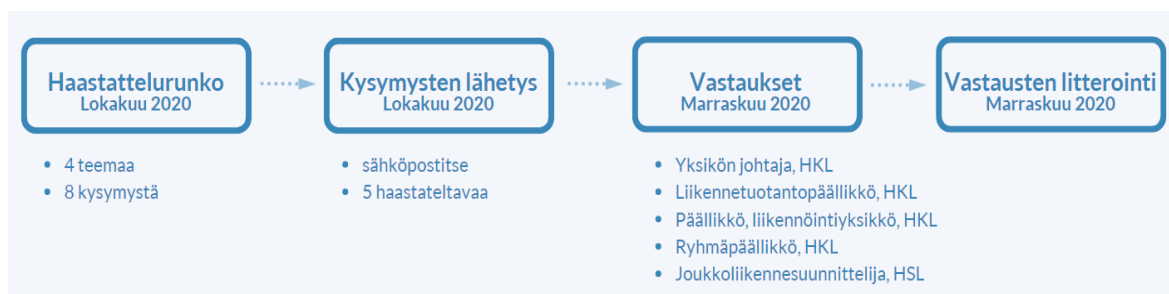 Haastattelurunko
Lokakuu 2020
• 4 teemaa
• 8 kysymystä
Kysymysten lähetys
Lokakuu 2020
• sähköpostitse
• 5 haastateltavaa
Vastaukset
Marraskuu 2020
• Yksikön johtaja, HKL
• Liikennetuotantopäällikkö, HKL
• Päällikkö, liikennöintiyksikkö, HKL
• Ryhmäpäällikkö, HKL
• Joukkoliikennesuunnittelija, HSL
Vastausten litterointi
Marraskuu 2020